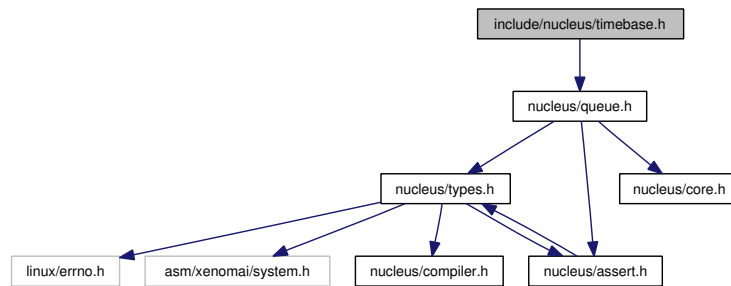 include/nucleus/timebase.h
nucleus/queue.h
nucleus/types.h
nucleus/core.h
linux/errno.h
asm/xenomai/system.h
nucleus/compiler.h
nucleus/assert.h